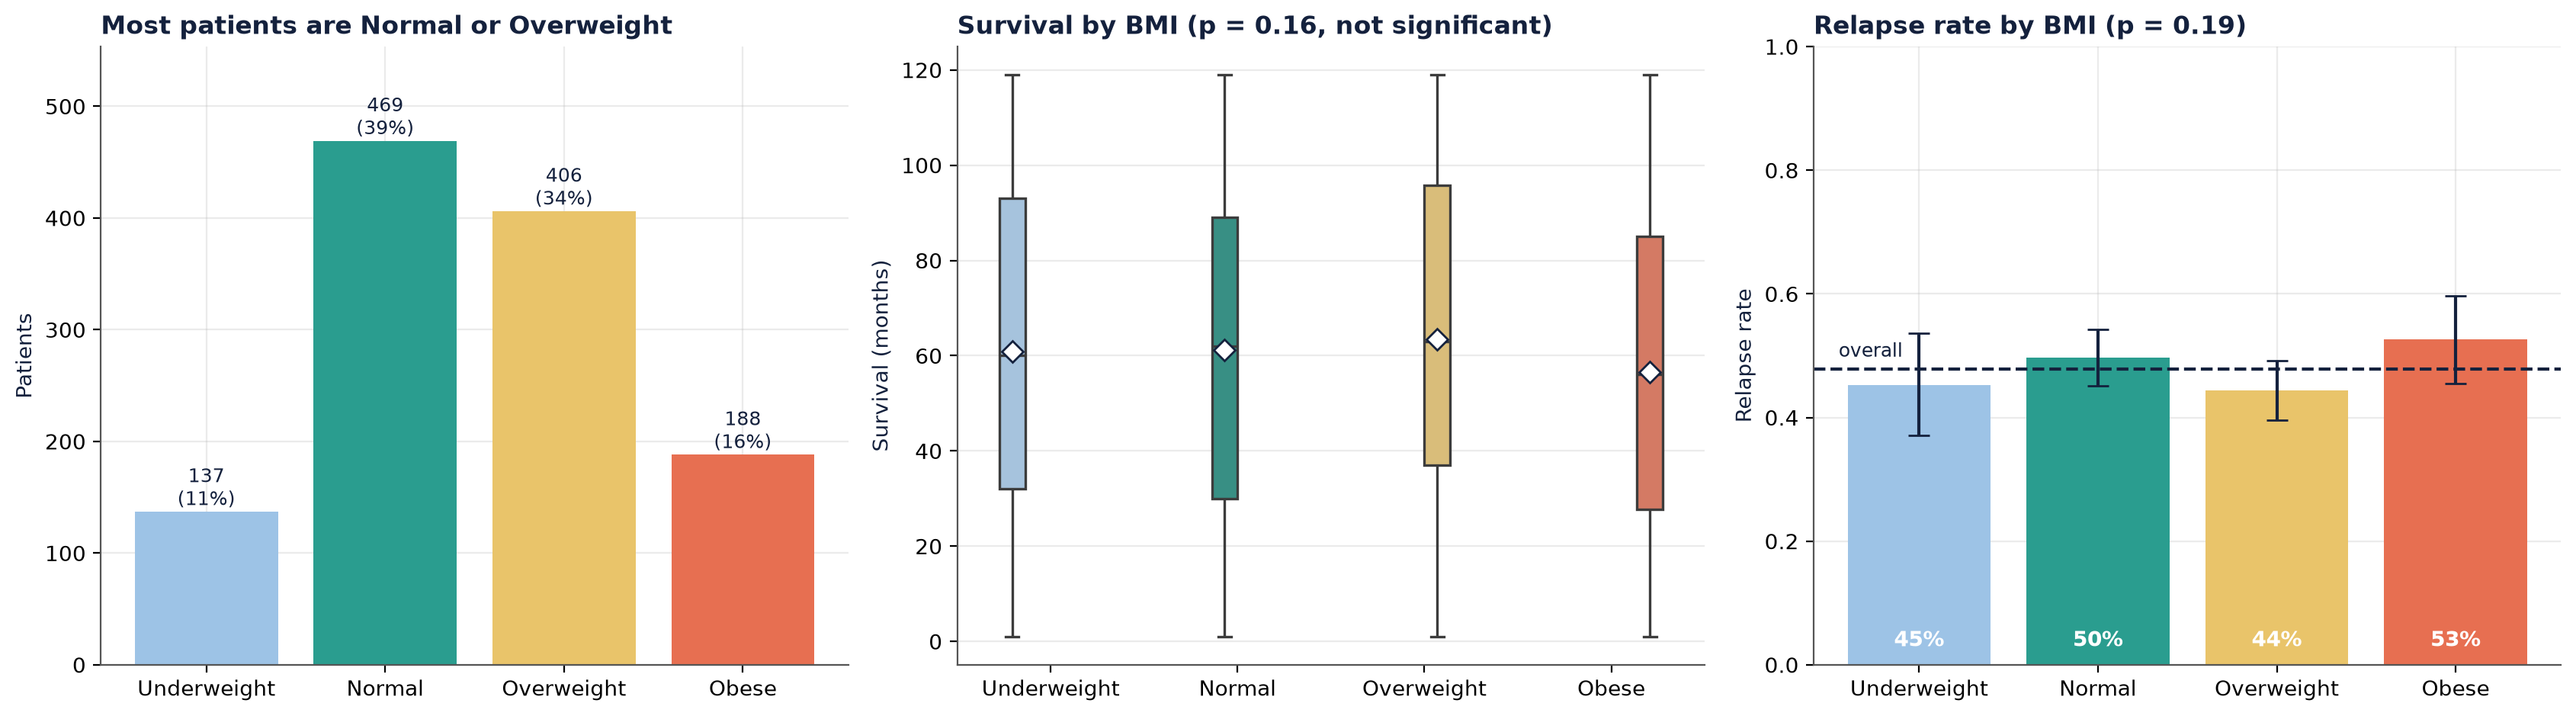 Most patients are Normal or Overweight
Patients
500
400
300
200
100
0
137
(11%)
469
(39%)
406
(34%)
188
(16%)
Underweight
Normal
Overweight
Obese
Survival by BMI (p = 0.16, not significant)
Survival (months)
120
100
80
60
40
20
0
Underweight
Normal
Overweight
Obese
Relapse rate by BMI (p = 0.19)
Relapse rate
1.0
0.8
0.6
0.4
0.2
0.0
overall
45%
50%
44%
53%
Underweight
Normal
Overweight
Obese